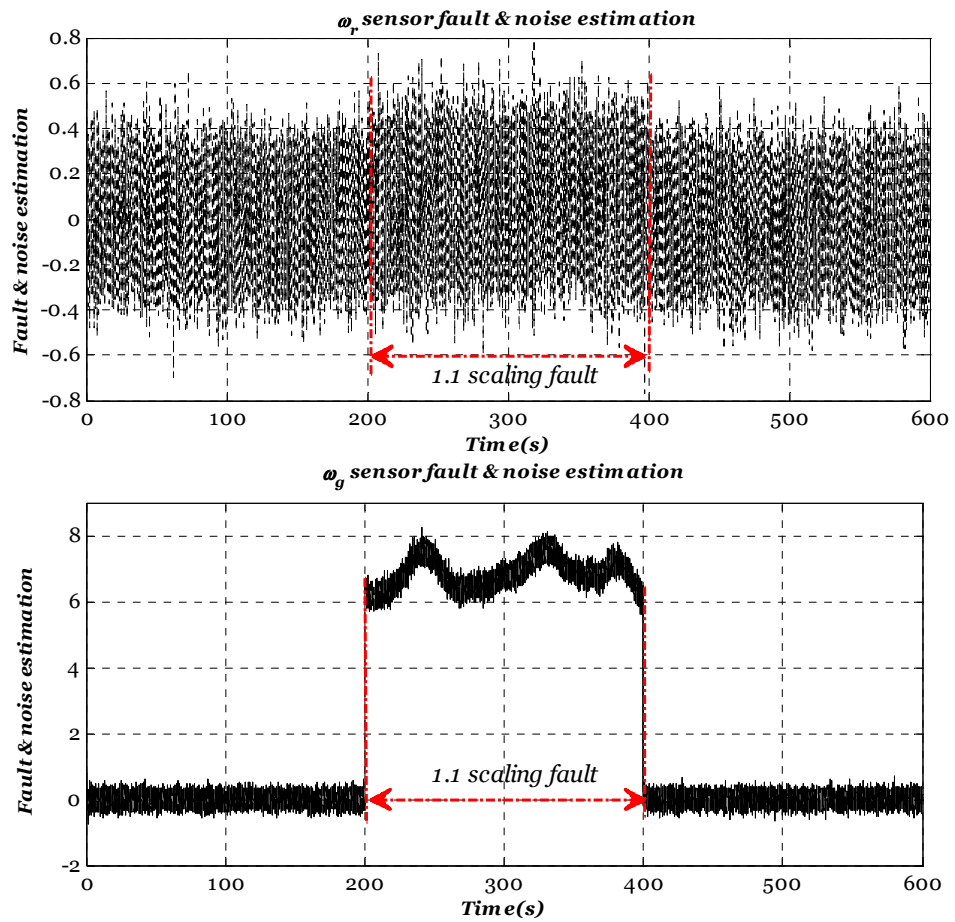 ω_r sensor fault & noise estimation
Fault & noise estimation
0.8
0.6
0.4
0.2
0
-0.2
-0.4
-0.6
-0.8
1.1 scaling fault
0 100 200 300 400 500 600
Time(s)
ω_g sensor fault & noise estimation
Fault & noise estimation
8
6
4
2
0
-2
1.1 scaling fault
0 100 200 300 400 500 600
Time(s)